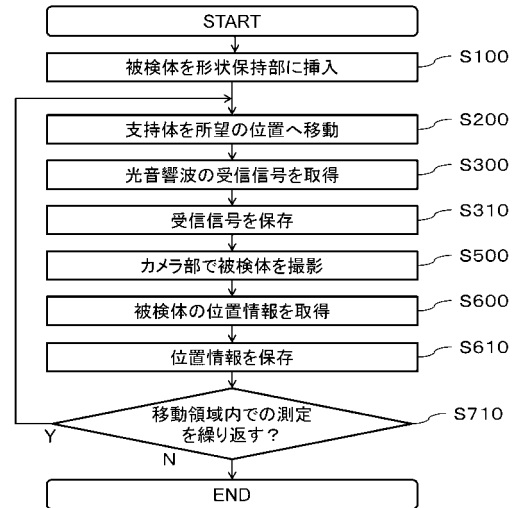 START
被検体を形状保持部に挿入
S100
支持体を所望の位置へ移動
S200
光音響波の受信信号を取得
S300
受信信号を保存
S310
カメラ部で被検体を撮影
S500
被検体の位置情報を取得
S600
位置情報を保存
S610
移動領域内での測定
を繰り返す?
S710
Y
N
END